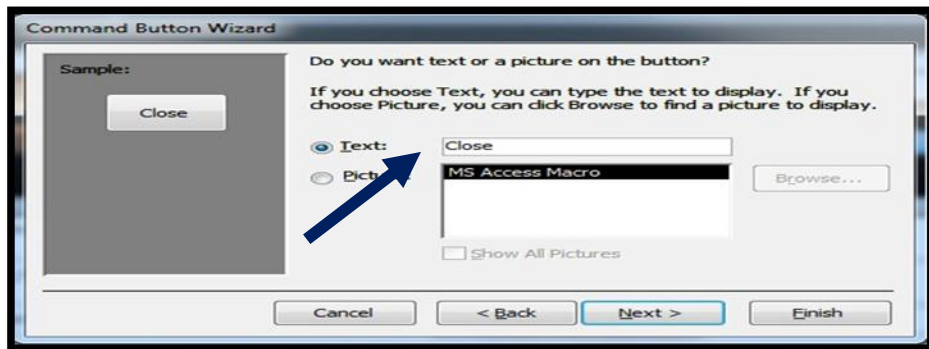 Command Button Wizard
Sample:
Close
Do you want text or a picture on the button?
If you choose Text, you can type the text to display. If you
choose Picture, you can click Browse to find a picture to display.
Text: Close
MS Access Macro
Browse...
Show All Pictures
Cancel < Back Next > Finish